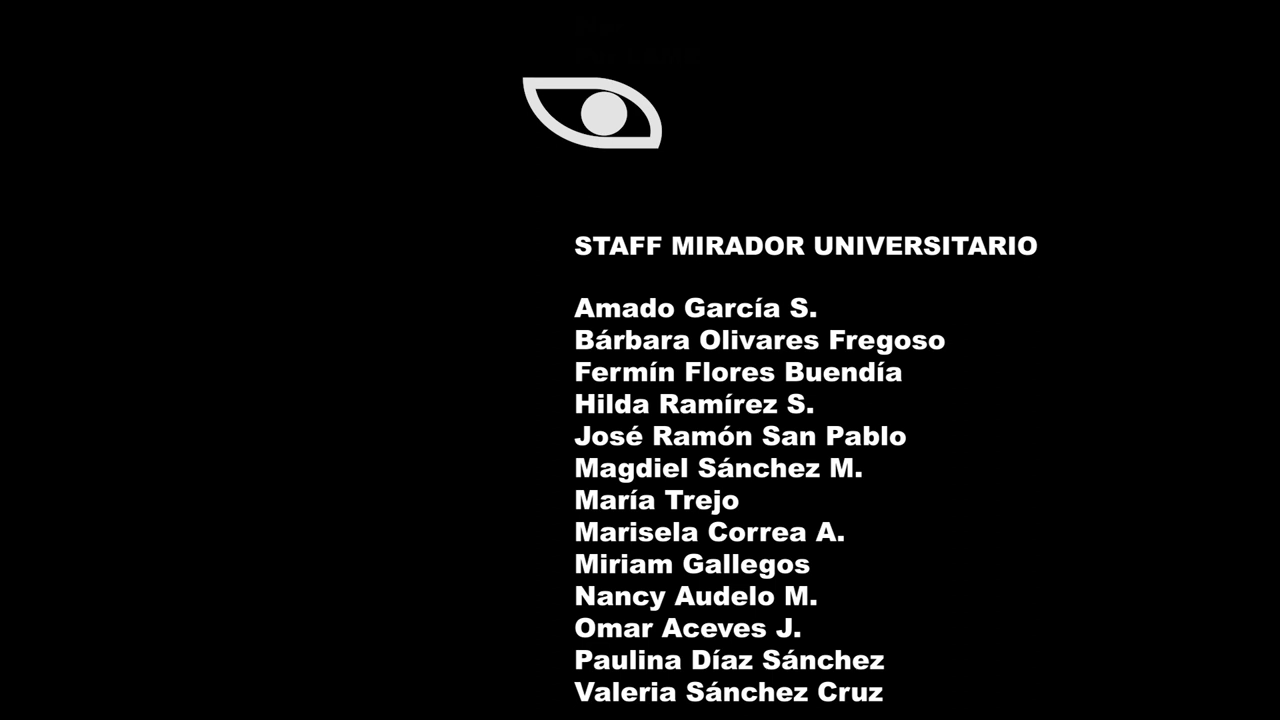 STAFF MIRADOR UNIVERSITARIO
Amado García S.
Bárbara Olivares Fregoso
Fermín Flores Buendía
Hilda Ramírez S.
José Ramón San Pablo
Magdiel Sánchez M.
María Trejo
Marisela Correa A.
Miriam Gallegos
Nancy Audelo M.
Omar Aceves J.
Paulina Díaz Sánchez
Valeria Sánchez Cruz